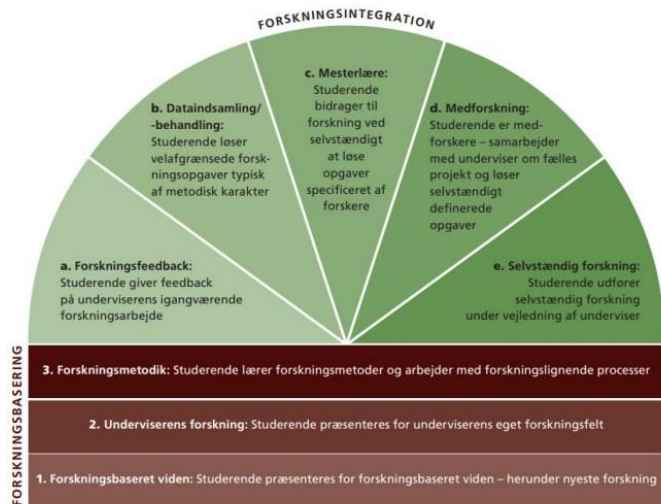 FORSKNINGSINTEGRATION
c. Mesterlære:
Studerende
bidrager til
forskning ved
selvstændigt
at løse
opgaver
specificeret af
forskere
b. Dataindsamling/
-behandling:
Studerende løser
velafgrænsede forsk-
ningsopgaver typisk
af metodisk karakter
d. Medforskning:
Studerende er med-
forskere – samarbejder
med underviser om fælles
projekt og løser
selvstændigt
definerede
opgaver
a. Forskningsfeedback:
Studerende giver feedback
på underviserens igangværende
forskningsarbejde
e. Selvstændig forskning:
Studerende udfører
selvstændig forskning
under vejledning af underviser
FORSKNINGSBASERING
3. Forskningsmetodik: Studerende lærer forskningsmetoder og arbejder med forskningslignende processer
2. Underviserens forskning: Studerende præsenteres for underviserens eget forskningsfelt
1. Forskningsbaseret viden: Studerende præsenteres for forskningsbaseret viden – herunder nyeste forskning